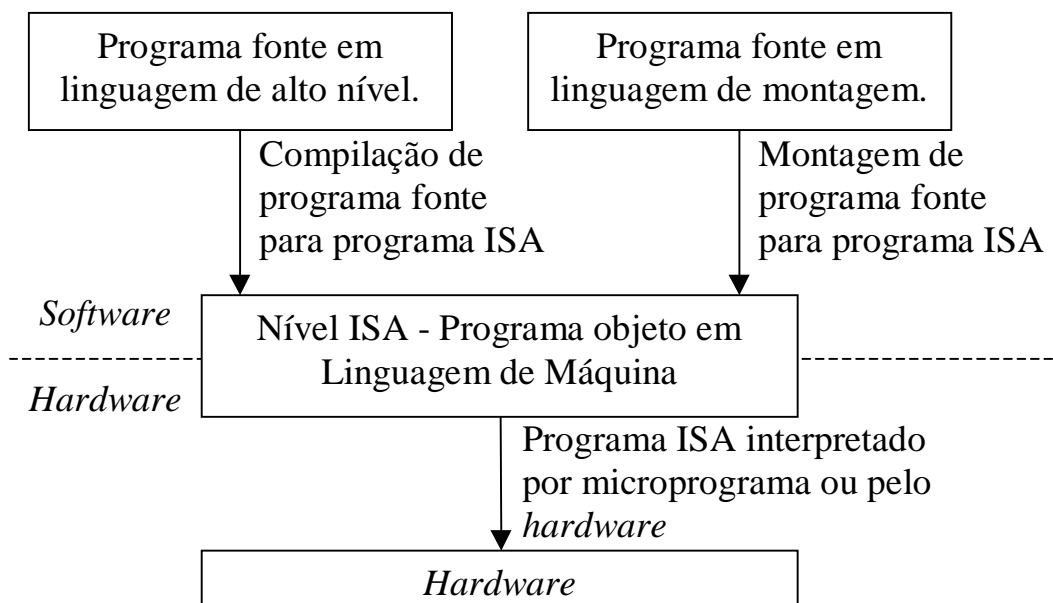 Programa fonte em
linguagem de alto nível.
Programa fonte em
linguagem de montagem.
Compilação de
programa fonte
para programa ISA
Montagem de
programa fonte
para programa ISA
Software
Nível ISA - Programa objeto em
Linguagem de Máquina
Hardware
Programa ISA interpretado
por microprograma ou pelo
hardware
Hardware